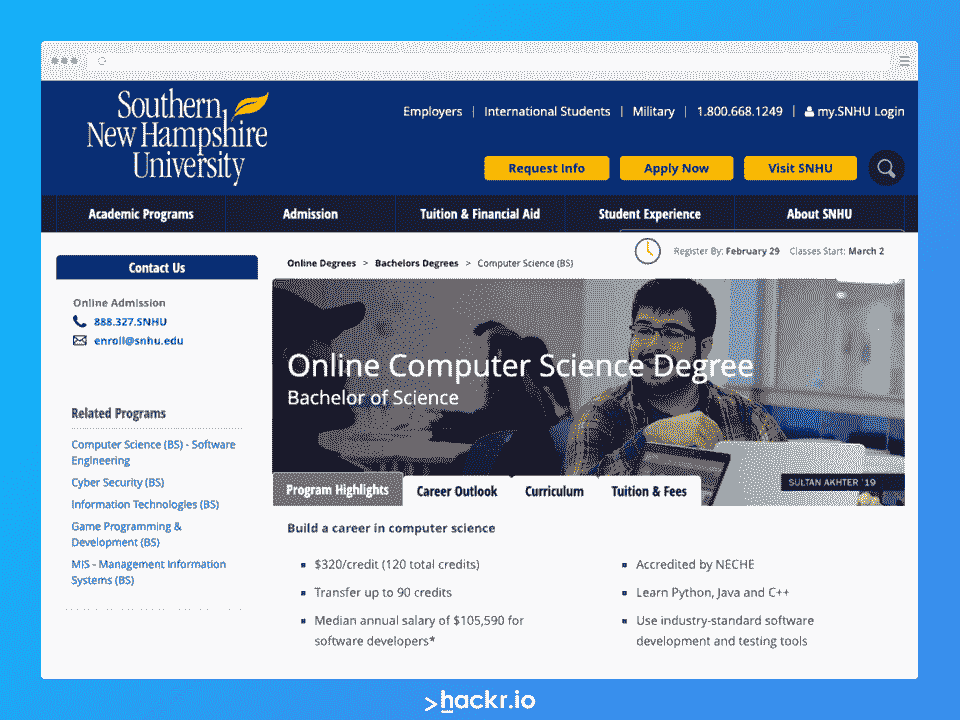 Southern
New Hampshire
University
Employers | International Students | Military | 1.800.668.1249 | my.SNHU Login
Request Info Apply Now Visit SNHU
Academic Programs Admission Tuition & Financial Aid Student Experience About SNHU
Register By: February 29 Classes Start: March 2
Contact Us
Online Admission
888.327.SNHU
enroll@snhu.edu
Related Programs
Computer Science (BS) - Software
Engineering
Cyber Security (BS)
Information Technologies (BS)
Game Programming &
Development (BS)
MIS - Management Information
Systems (BS)
Online Degrees > Bachelors Degrees > Computer Science (BS)
Online Computer Science Degree
Bachelor of Science
SULTAN AKHTER '19
Program Highlights Career Outlook Curriculum Tuition & Fees
Build a career in computer science
$320/credit (120 total credits)
Transfer up to 90 credits
Median annual salary of $105,590 for
software developers*
Accredited by NECHE
Learn Python, Java and C++
Use industry-standard software
development and testing tools
>hackr.io